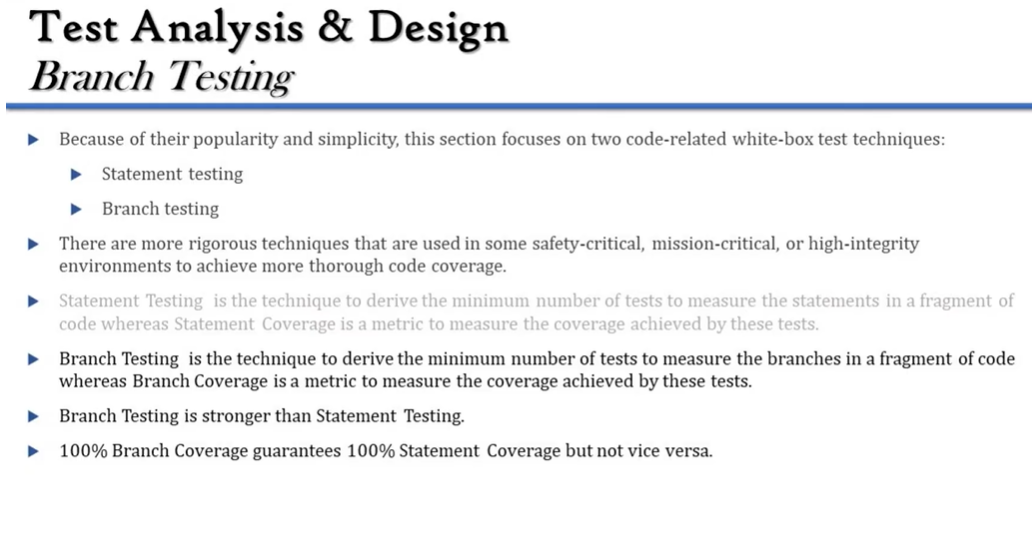 Test Analysis & Design
Branch Testing
Because of their popularity and simplicity, this section focuses on two code-related white-box test techniques:
Statement testing
Branch testing
There are more rigorous techniques that are used in some safety-critical, mission-critical, or high-integrity
environments to achieve more thorough code coverage.
Statement Testing is the technique to derive the minimum number of tests to measure the statements in a fragment of
code whereas Statement Coverage is a metric to measure the coverage achieved by these tests.
Branch Testing is the technique to derive the minimum number of tests to measure the branches in a fragment of code
whereas Branch Coverage is a metric to measure the coverage achieved by these tests.
Branch Testing is stronger than Statement Testing.
100% Branch Coverage guarantees 100% Statement Coverage but not vice versa.